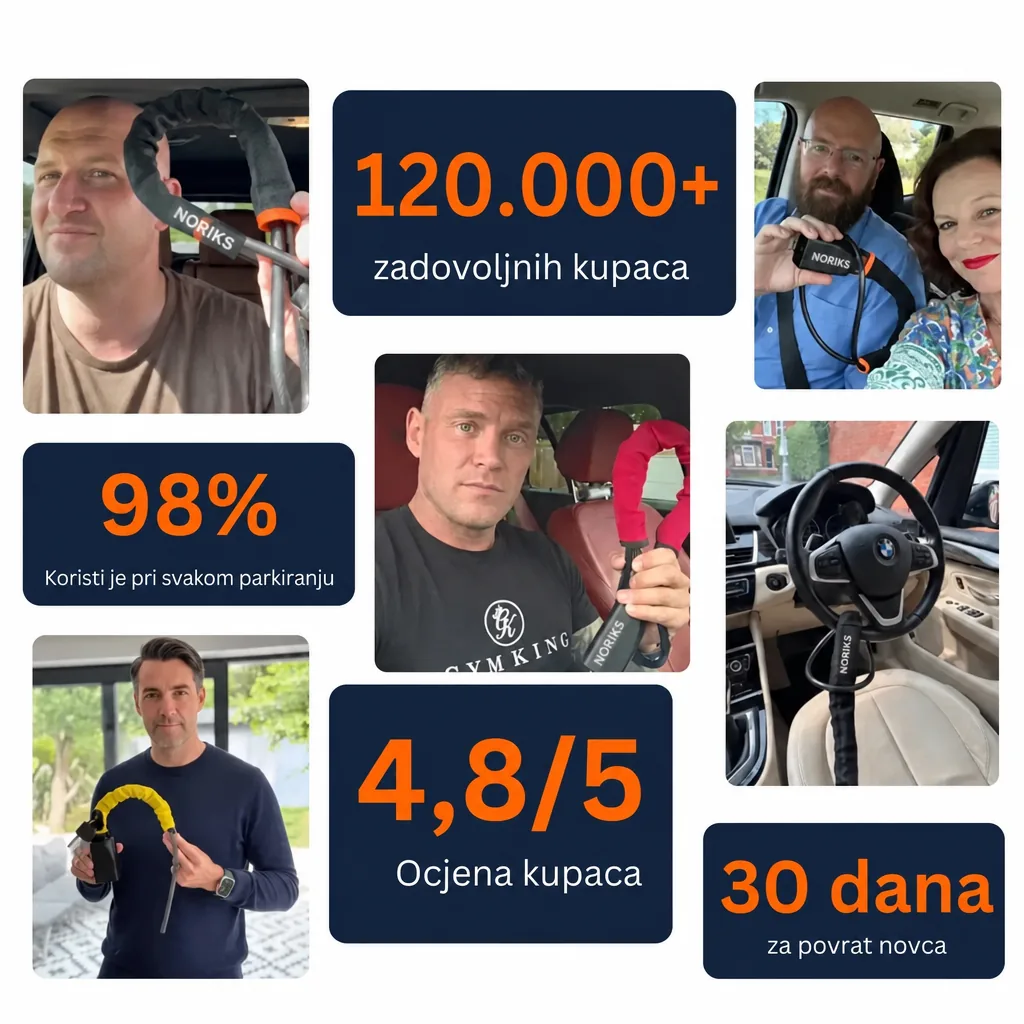 120.000+
zadovoljnih kupaca
NORIKS
NORIKS
98%
Koristi je pri svakom parkiranju
GK
GYMKING
NORIKS
NORIKS
4,8/5
Ocjena kupaca
30 dana
za povrat novca